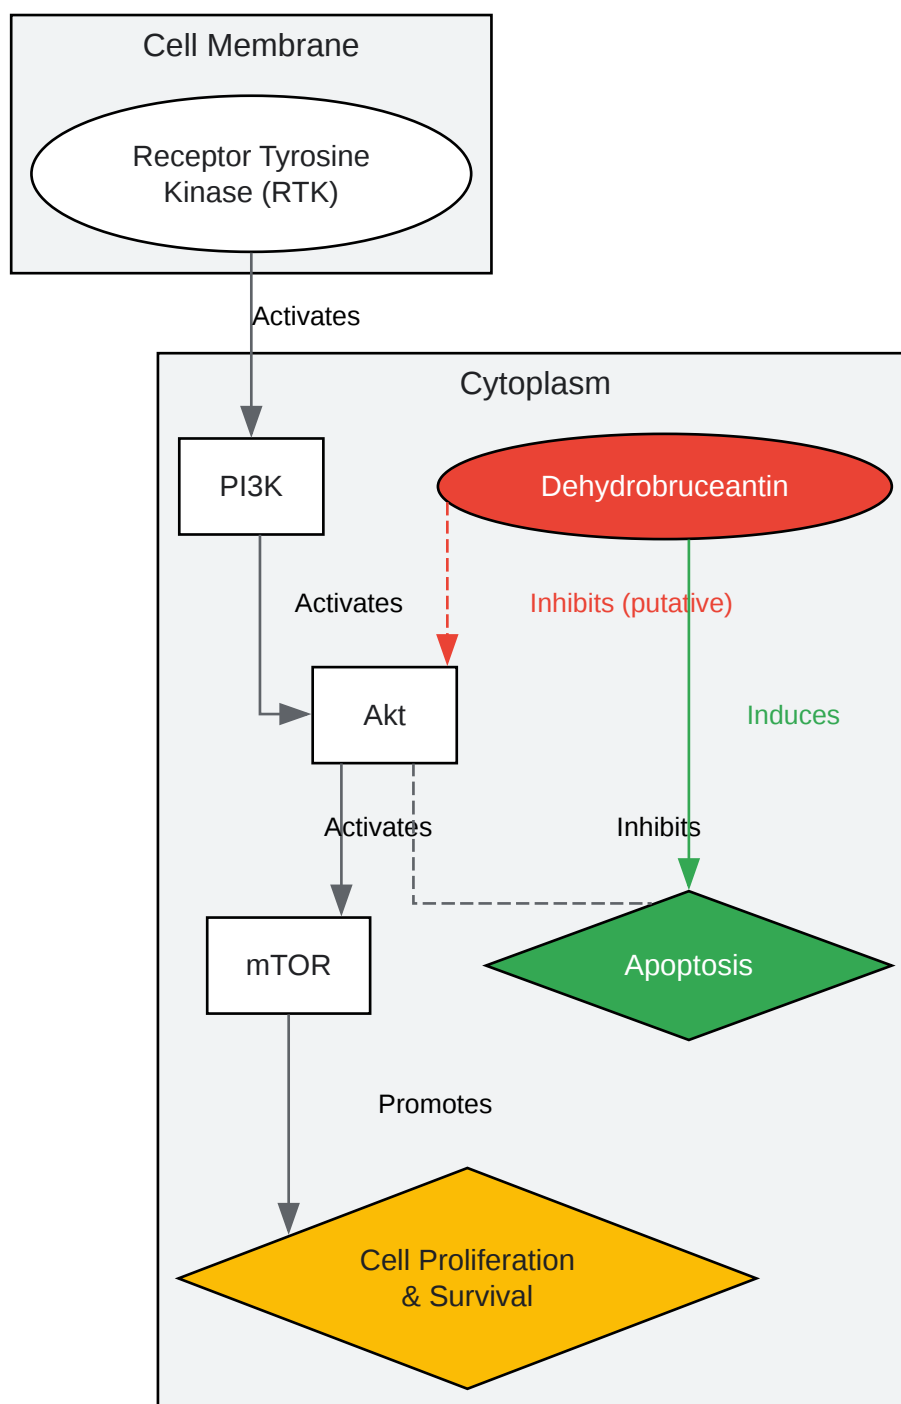 Cell Membrane
Receptor Tyrosine
Kinase (RTK)
Activates
Cytoplasm
PI3K
Dehydrobruceantin
Activates
Inhibits (putative)
Akt
Induces
Activates
Inhibits
mTOR
Apoptosis
Promotes
Cell Proliferation
& Survival